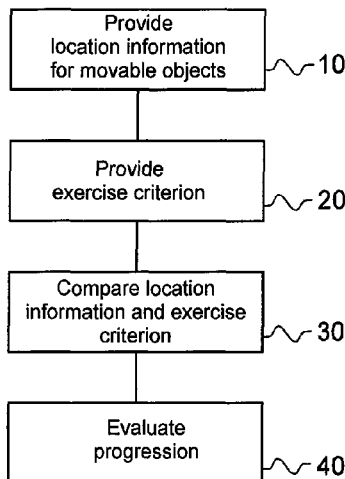 Provide
location information
for movable objects
10
Provide
exercise criterion
20
Compare location
information and exercise
criterion
30
Evaluate
progression
40